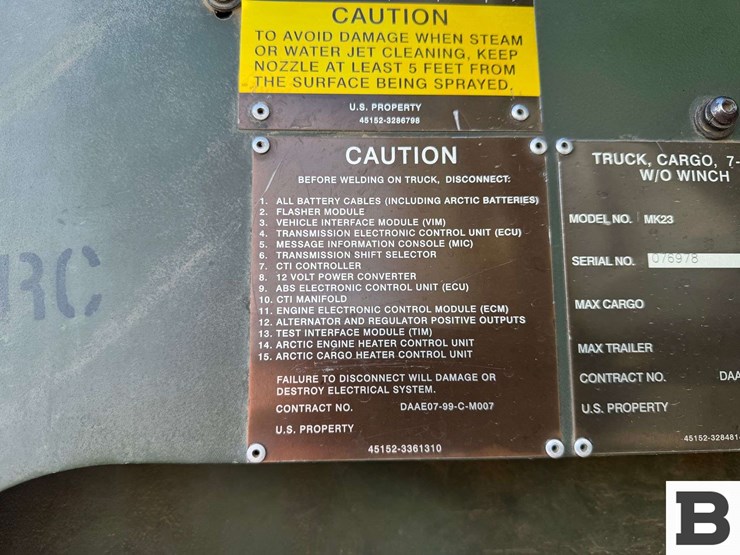 CAUTION
TO AVOID DAMAGE WHEN STEAM
OR WATER JET CLEANING, KEEP
NOZZLE AT LEAST 5 FEET FROM
THE SURFACE BEING SPRAYED.
U.S. PROPERTY
45152-3286798
CAUTION
BEFORE WELDING ON TRUCK, DISCONNECT:
1. ALL BATTERY CABLES (INCLUDING ARCTIC BATTERIES)
2. FLASHER MODULE
3. VEHICLE INTERFACE MODULE (VIM)
4. TRANSMISSION ELECTRONIC CONTROL UNIT (ECU)
5. MESSAGE INFORMATION CONSOLE (MIC)
6. TRANSMISSION SHIFT SELECTOR
7. CTI CONTROLLER
8. 12 VOLT POWER CONVERTER
9. ABS ELECTRONIC CONTROL UNIT (ECU)
10. CTI MANIFOLD
11. ENGINE ELECTRONIC CONTROL MODULE (ECM)
12. ALTERNATOR AND REGULATOR POSITIVE OUTPUTS
13. TEST INTERFACE MODULE (TIM)
14. ARCTIC ENGINE HEATER CONTROL UNIT
15. ARCTIC CARGO HEATER CONTROL UNIT
FAILURE TO DISCONNECT WILL DAMAGE OR
DESTROY ELECTRICAL SYSTEM.
CONTRACT NO. DAAE07-99-C-M007
U.S. PROPERTY
45152-3361310
TRUCK, CARGO, 7-
W/O WINCH
MODEL NO. MK23
SERIAL NO. 076978
MAX CARGO
MAX TRAILER
CONTRACT NO. DAA
U.S. PROPERTY
45152-328481
RC
B